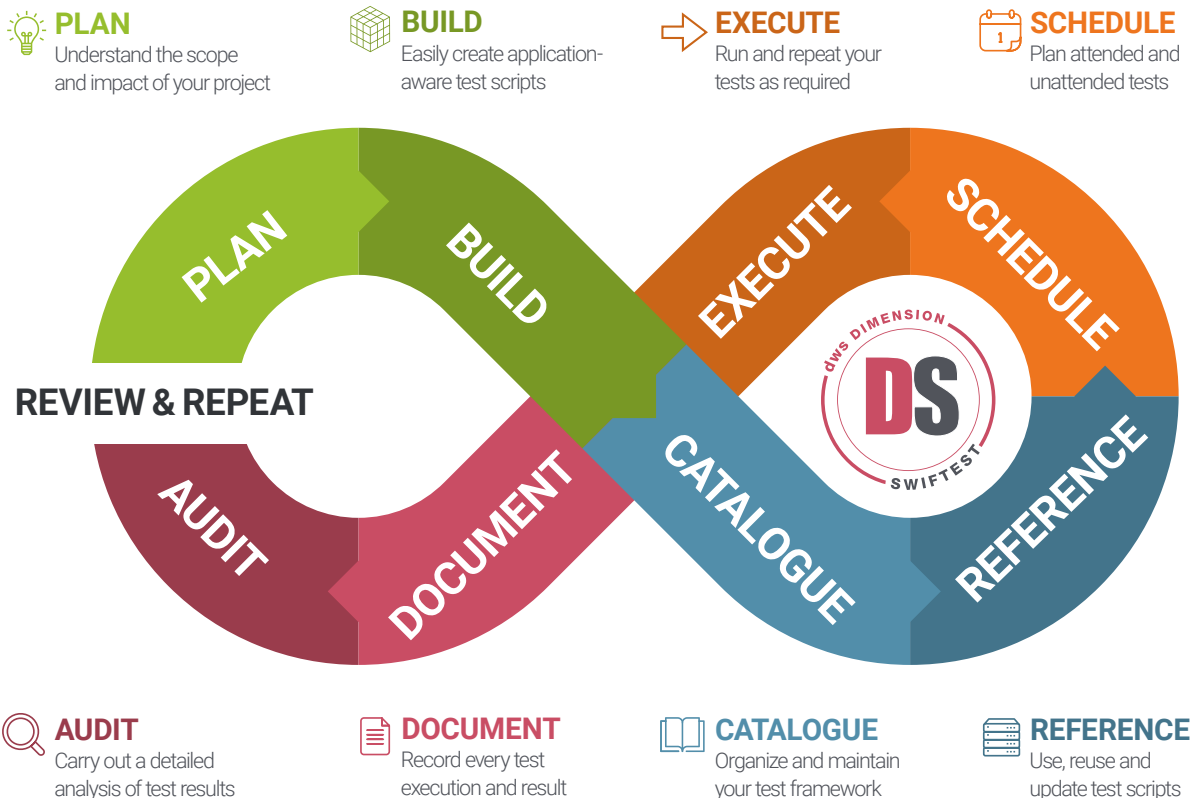 PLAN
Understand the scope
and impact of your project
BUILD
Easily create application-
aware test scripts
EXECUTE
Run and repeat your
tests as required
SCHEDULE
Plan attended and
unattended tests
1
PLAN
BUILD
EXECUTE
SCHEDULE
REVIEW & REPEAT
dws DIMENSION
DS
SWIFTEST
AUDIT
DOCUMENT
CATALOGUE
REFERENCE
AUDIT
Carry out a detailed
analysis of test results
DOCUMENT
Record every test
execution and result
CATALOGUE
Organize and maintain
your test framework
REFERENCE
Use, reuse and
update test scripts